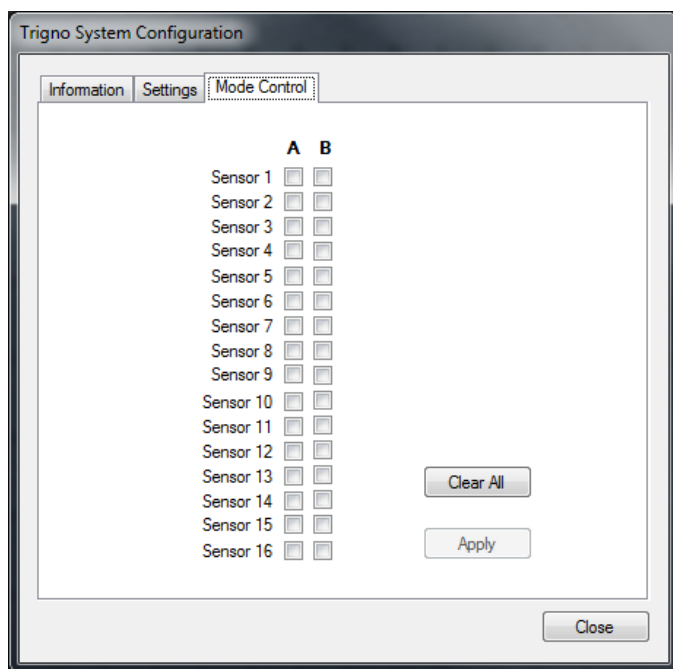 Trigno System Configuration
Information Settings Mode Control
A B
Sensor 1
Sensor 2
Sensor 3
Sensor 4
Sensor 5
Sensor 6
Sensor 7
Sensor 8
Sensor 9
Sensor 10
Sensor 11
Sensor 12
Sensor 13
Clear All
Sensor 14
Sensor 15
Sensor 16
Apply
Close